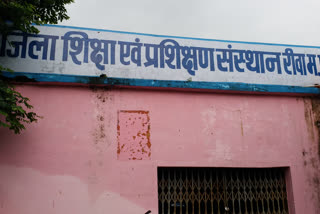 जिला शिक्षा एवं प्रशिक्षण संस्थान रीवा म.